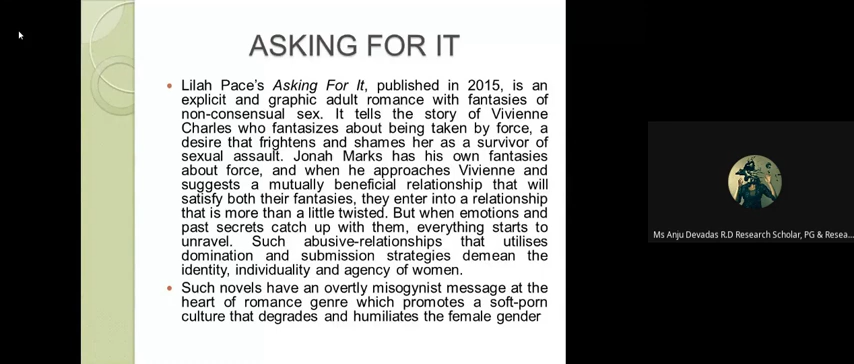 ASKING FOR IT
• Lilah Pace's Asking For It, published in 2015, is an
explicit and graphic adult romance with fantasies of
non-consensual sex. It tells the story of Vivienne
Charles who fantasizes about being taken by force, a
desire that frightens and shames her as a survivor of
sexual assault. Jonah Marks has his own fantasies
about force, and when he approaches Vivienne and
suggests a mutually beneficial relationship that will
satisfy both their fantasies, they enter into a relationship
that is more than a little twisted. But when emotions and
past secrets catch up with them, everything starts to
unravel. Such abusive-relationships that utilises
domination and submission strategies demean the
identity, individuality and agency of women.
• Such novels have an overtly misogynist message at the
heart of romance genre which promotes a soft-porn
culture that degrades and humiliates the female gender
Ms Anju Devadas R.D Research Scholar, PG & Resea...